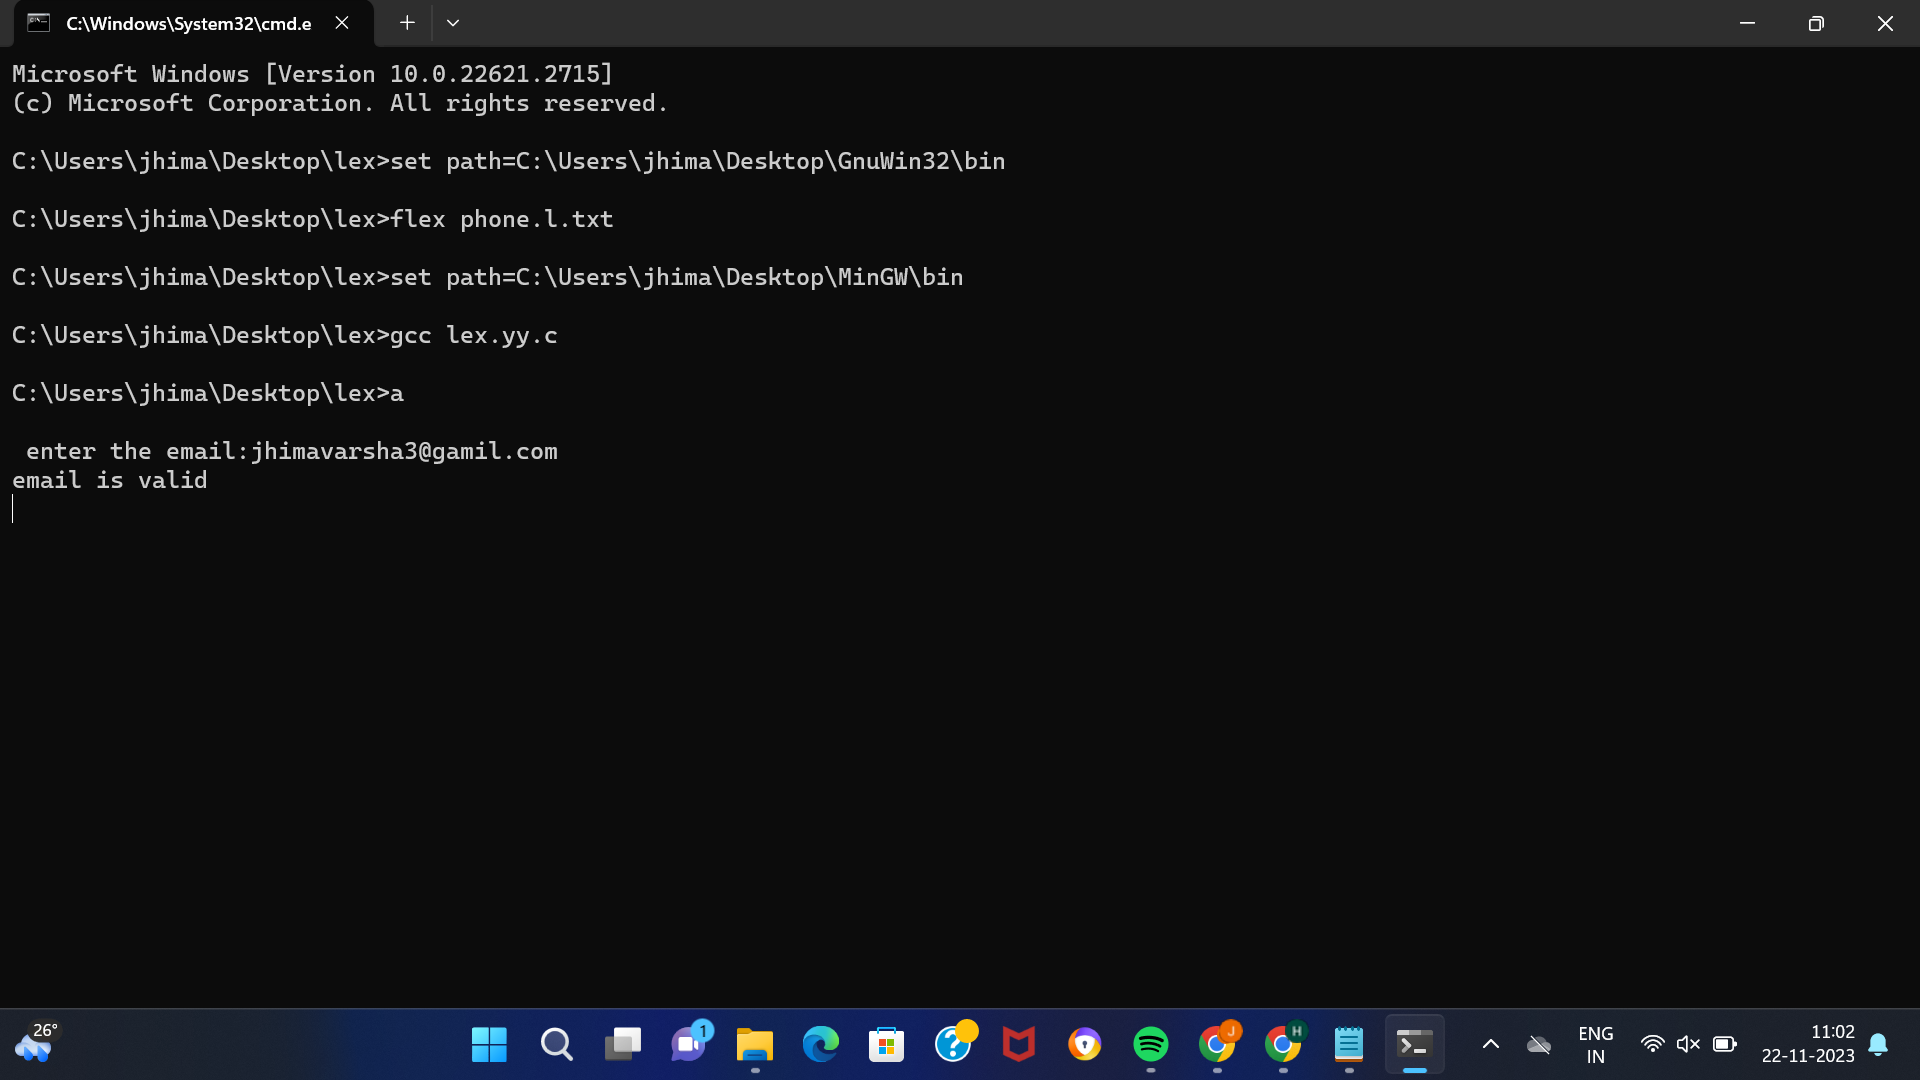 C:\Windows\System32\cmd.e
Microsoft Windows [Version 10.0.22621.2715]
(c) Microsoft Corporation. All rights reserved.
C:\Users\jhima\Desktop\lex>set path=C:\Users\jhima\Desktop\GnuWin32\bin
C:\Users\jhima\Desktop\lex>flex phone.l.txt
C:\Users\jhima\Desktop\lex>set path=C:\Users\jhima\Desktop\MinGW\bin
C:\Users\jhima\Desktop\lex>gcc lex.yy.c
C:\Users\jhima\Desktop\lex>a
enter the email:jhimavarsha3@gamil.com
email is valid
26°
1
J
H
ENG
IN
11:02
22-11-2023